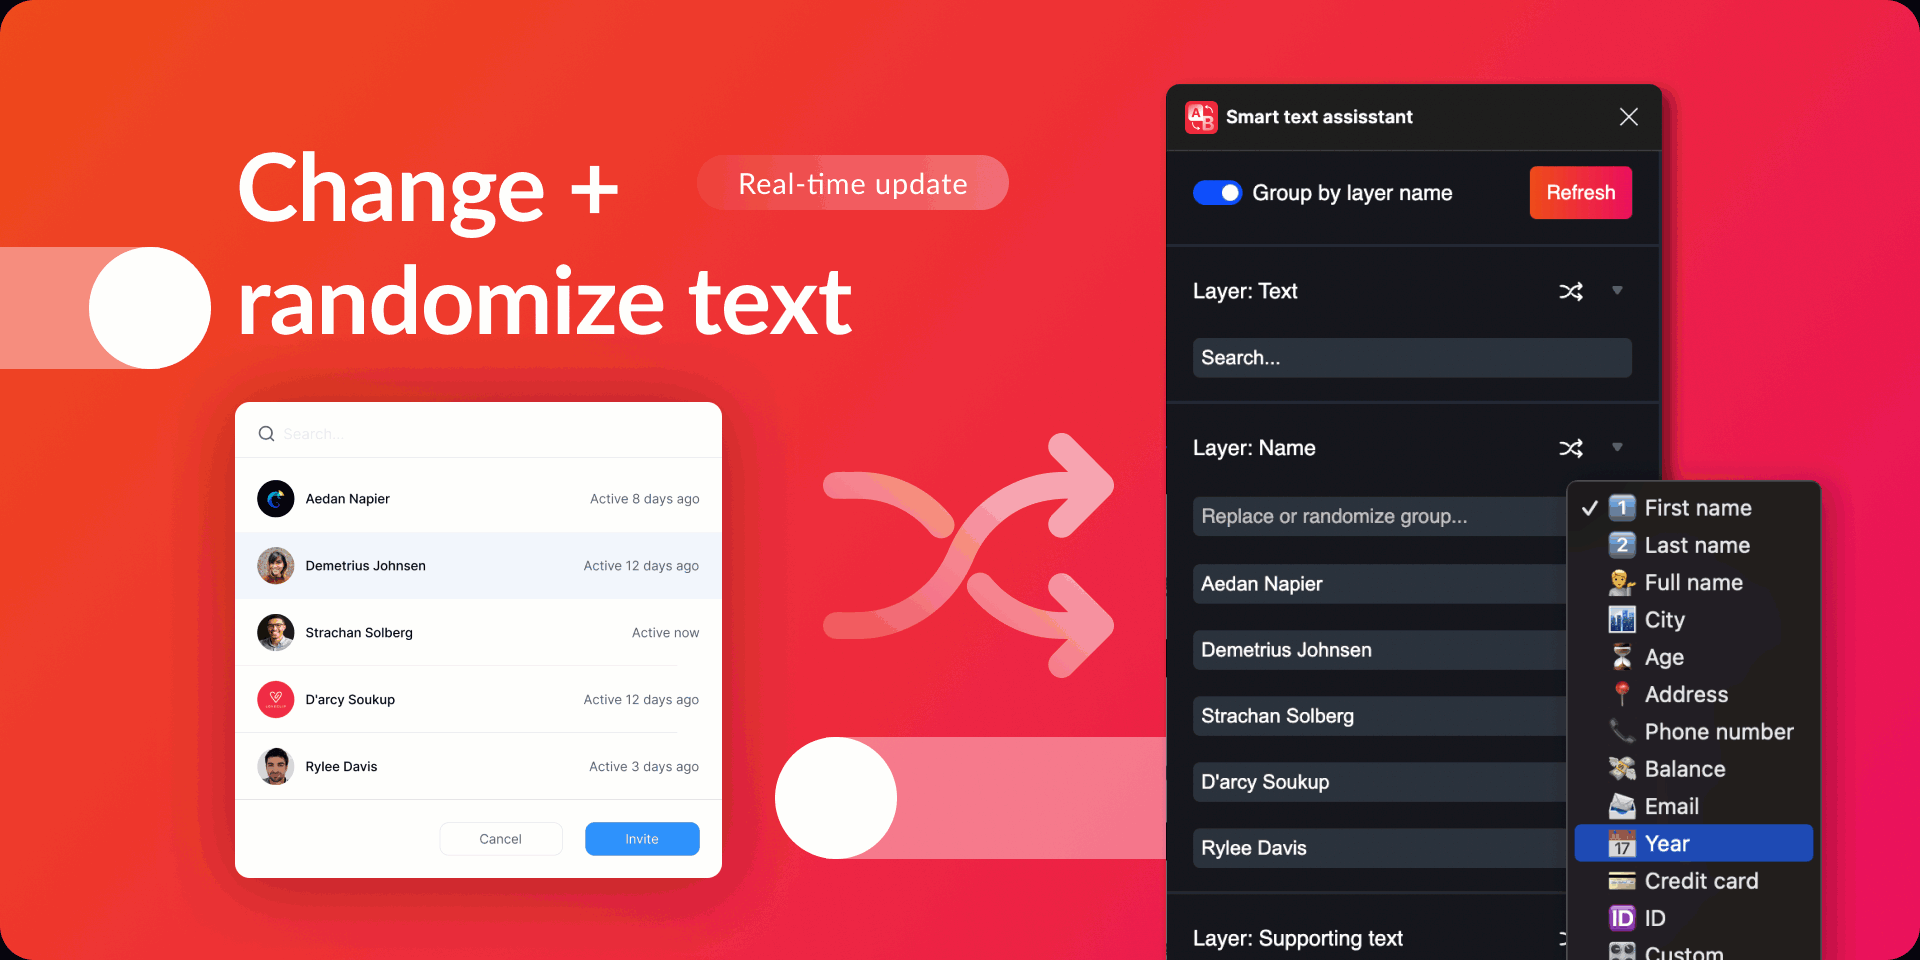 Change +
randomize text
Real-time update
Search...
Aedan Napier
Active 8 days ago
Demetrius Johnsen
Active 12 days ago
Strachan Solberg
Active now
D'arcy Soukup
Active 12 days ago
Rylee Davis
Active 3 days ago
Cancel
Invite
A
B
Smart text assisstant
Group by layer name
Refresh
Layer: Text
Search...
Layer: Name
Replace or randomize group...
Aedan Napier
Demetrius Johnsen
Strachan Solberg
D'arcy Soukup
Rylee Davis
Layer: Supporting text
1 First name
2 Last name
Full name
City
Age
Address
Phone number
Balance
Email
17 Year
Credit card
ID ID
Custom